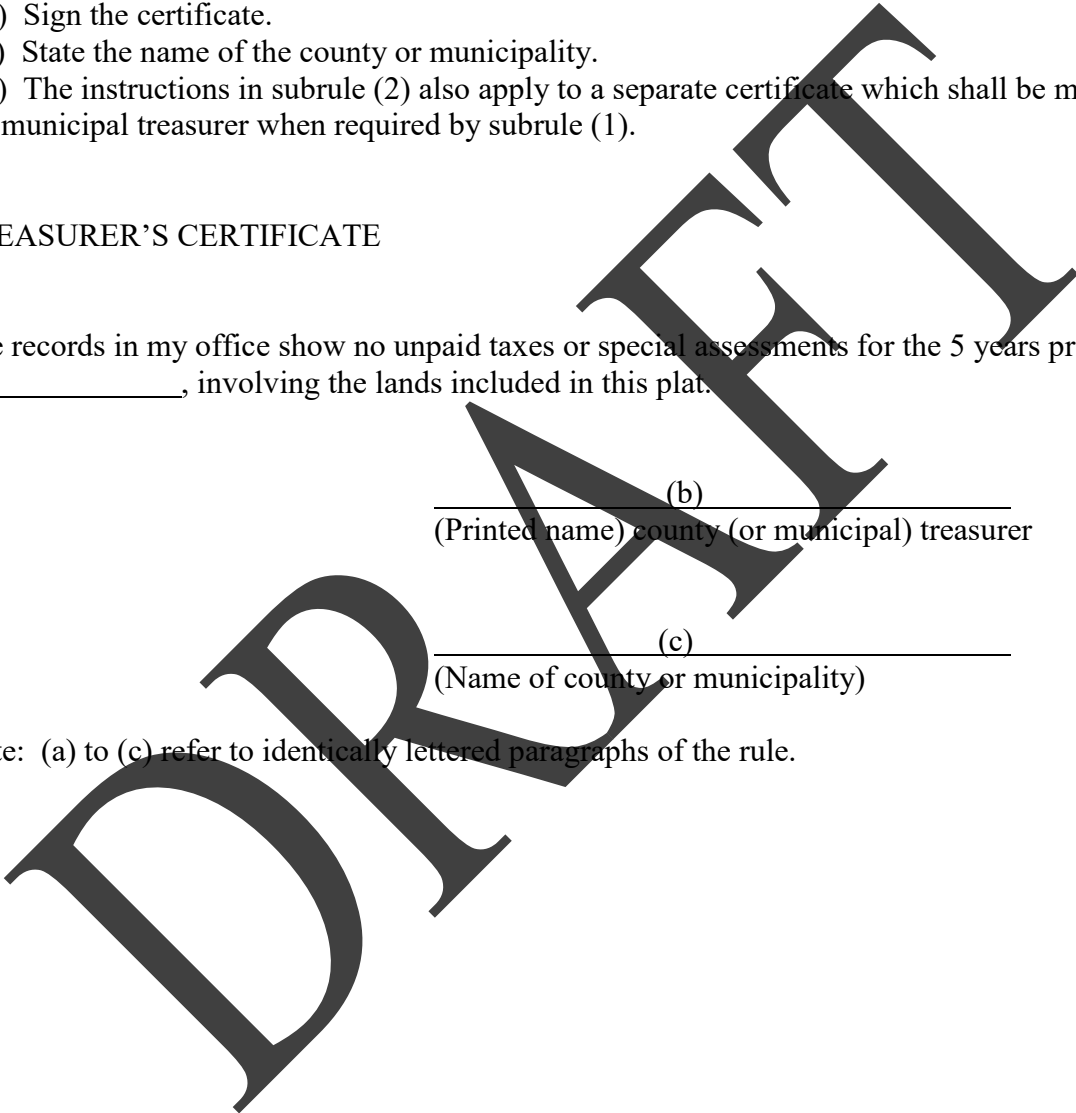 ) Sign the certificate.
) State the name of the county or municipality.
) The instructions in subrule (2) also apply to a separate certificate which shall be m
municipal treasurer when required by subrule (1).
EASURER’S CERTIFICATE
e records in my office show no unpaid taxes or special assessments for the 5 years pr
____________, involving the lands included in this plat.
(b)
(Printed name) county (or municipal) treasurer
(c)
(Name of county or municipality)
te: (a) to (c) refer to identically lettered paragraphs of the rule.
DRAFT